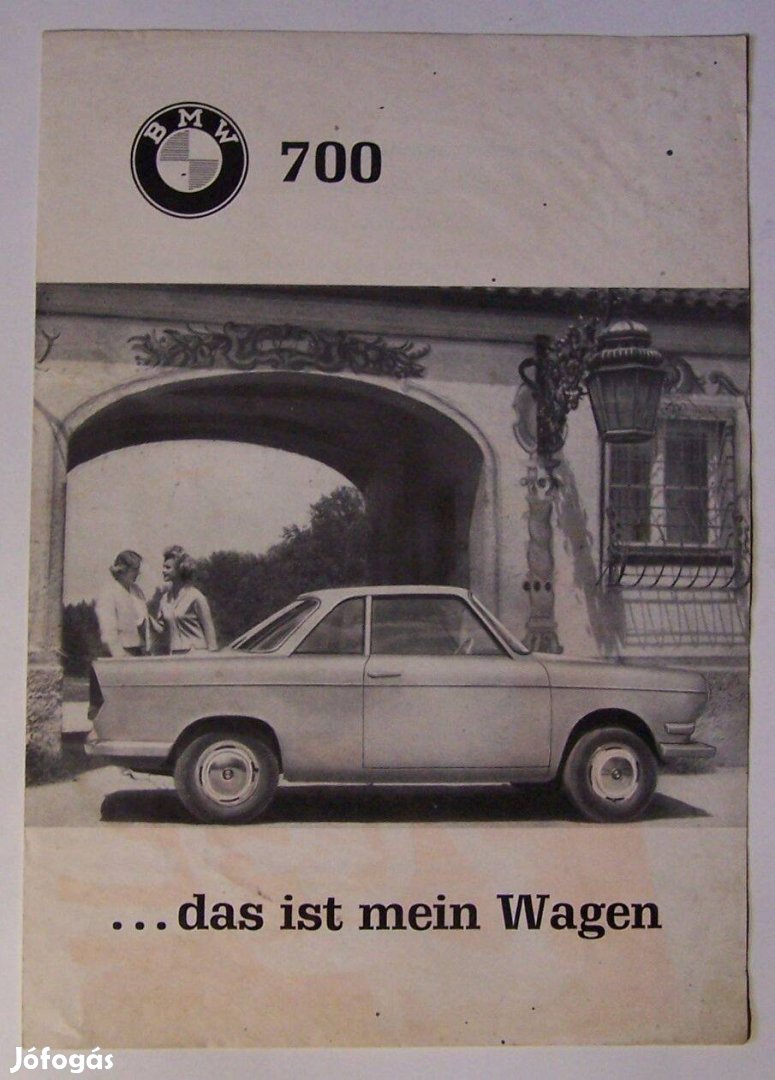 BMW 700
...das ist mein Wagen
Jófogás